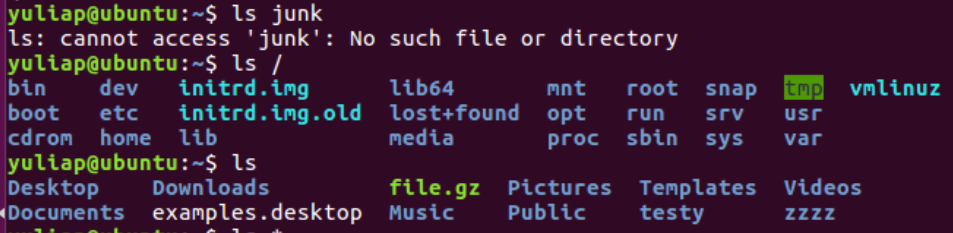 yuliap@ubuntu:~$ ls junk
ls: cannot access 'junk': No such file or directory
yuliap@ubuntu:~$ ls /
bin dev initrd.img lib64 mnt root snap tmp vmlinuz
boot etc initrd.img.old lost+found opt run srv usr
cdrom home lib media proc sbin sys var
yuliap@ubuntu:~$ ls
Desktop Downloads file.gz Pictures Templates Videos
Documents examples.desktop Music Public testy zzzz